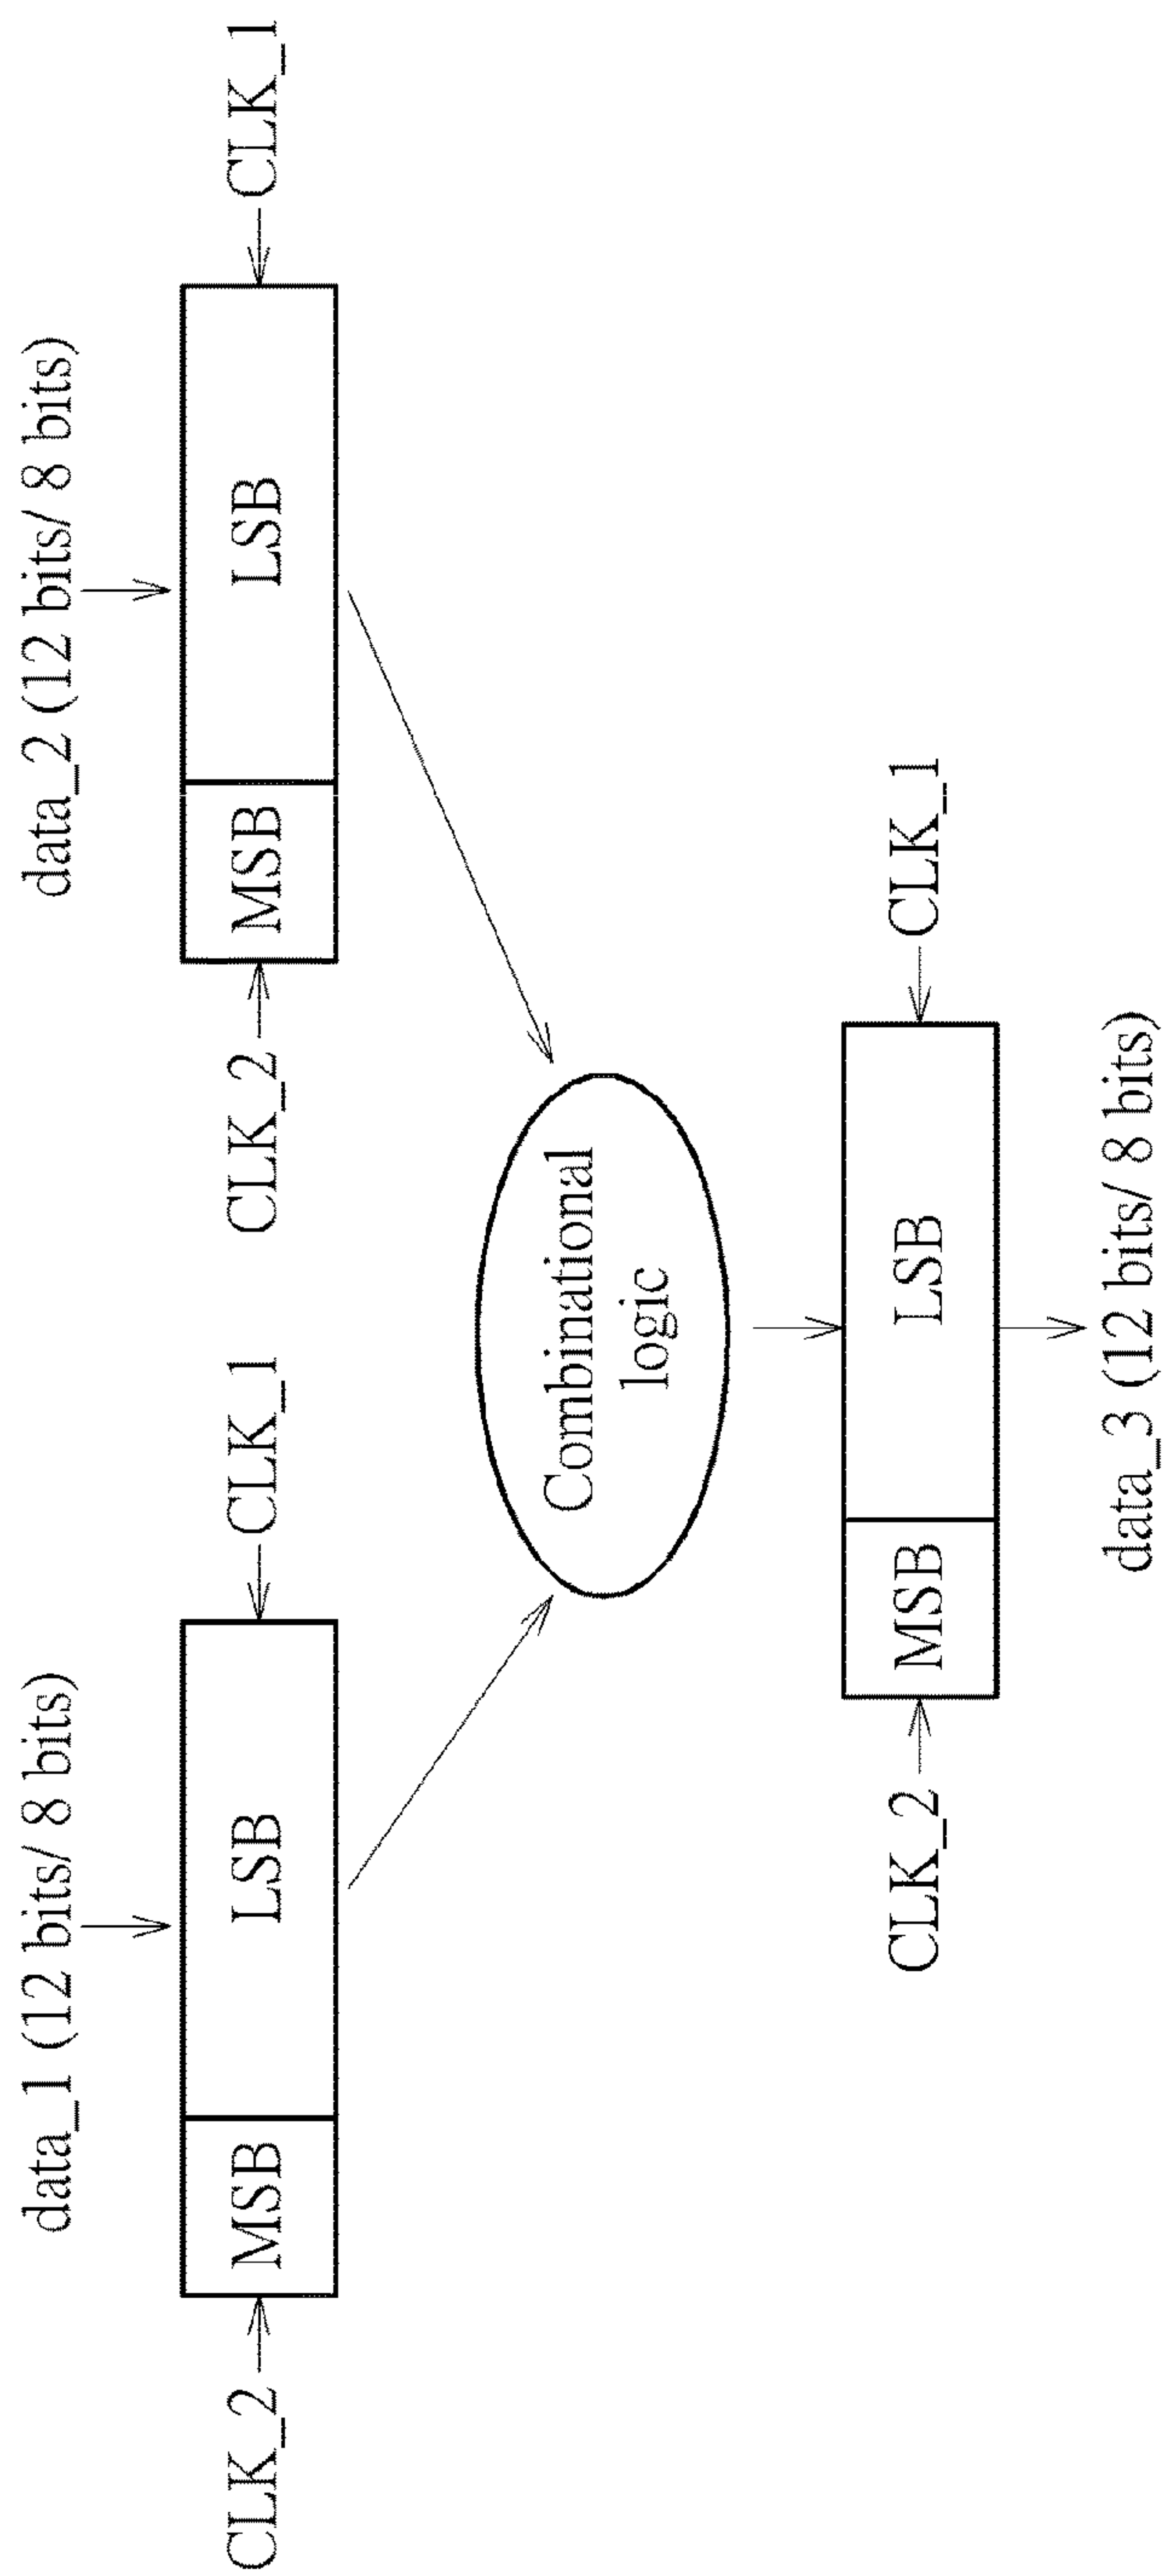 data_1 (12 bits/ 8 bits)
data_2 (12 bits/ 8 bits)
CLK_2
MSB
LSB
CLK_1
CLK_2
MSB
LSB
CLK_1
Combinational
logic
CLK_2
MSB
LSB
CLK_1
data_3 (12 bits/ 8 bits)